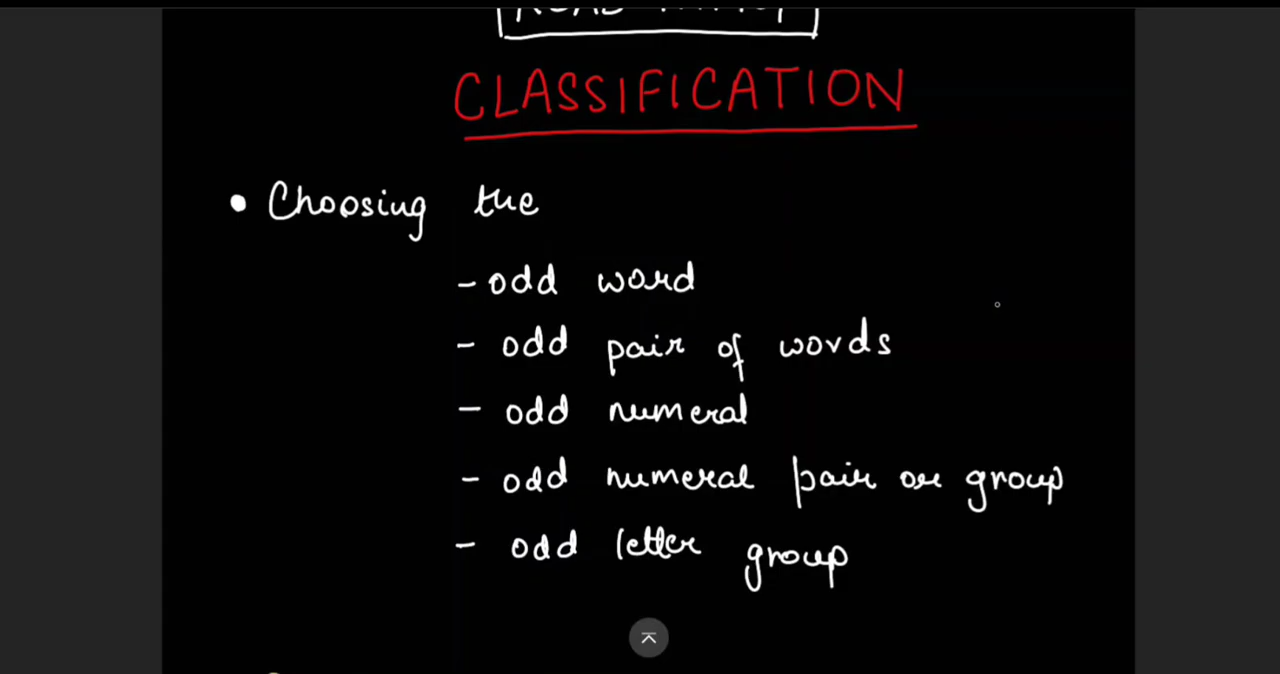 CLASSIFICATION
• Choosing the
- odd word
- odd pair of words
- odd numeral
- odd numeral pair or group
- odd letter group